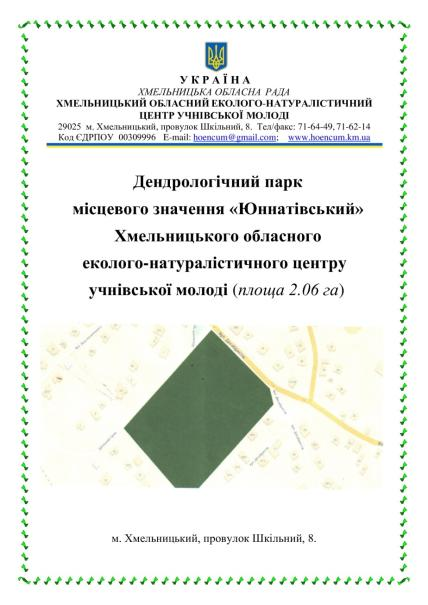 УКРАЇНА
ХМЕЛЬНИЦЬКА ОБЛАСНА РАДА
ХМЕЛЬНИЦЬКИЙ ОБЛАСНИЙ ЕКОЛОГО-НАТУРАЛІСТИЧНИЙ
ЦЕНТР УЧНІВСЬКОЇ МОЛОДІ
29025 м. Хмельницький, провулок Шкільний, 8. Тел/факс: 71-64-49, 71-62-14
Код ЄДРПОУ 00309996 E-mail: hoencum@gmail.com; www.hoencum.km.ua
Дендрологічний парк
місцевого значення «Юннатівський»
Хмельницького обласного
еколого-натуралістичного центру
учнівської молоді (площа 2.06 га)
м. Хмельницький, провулок Шкільний, 8.